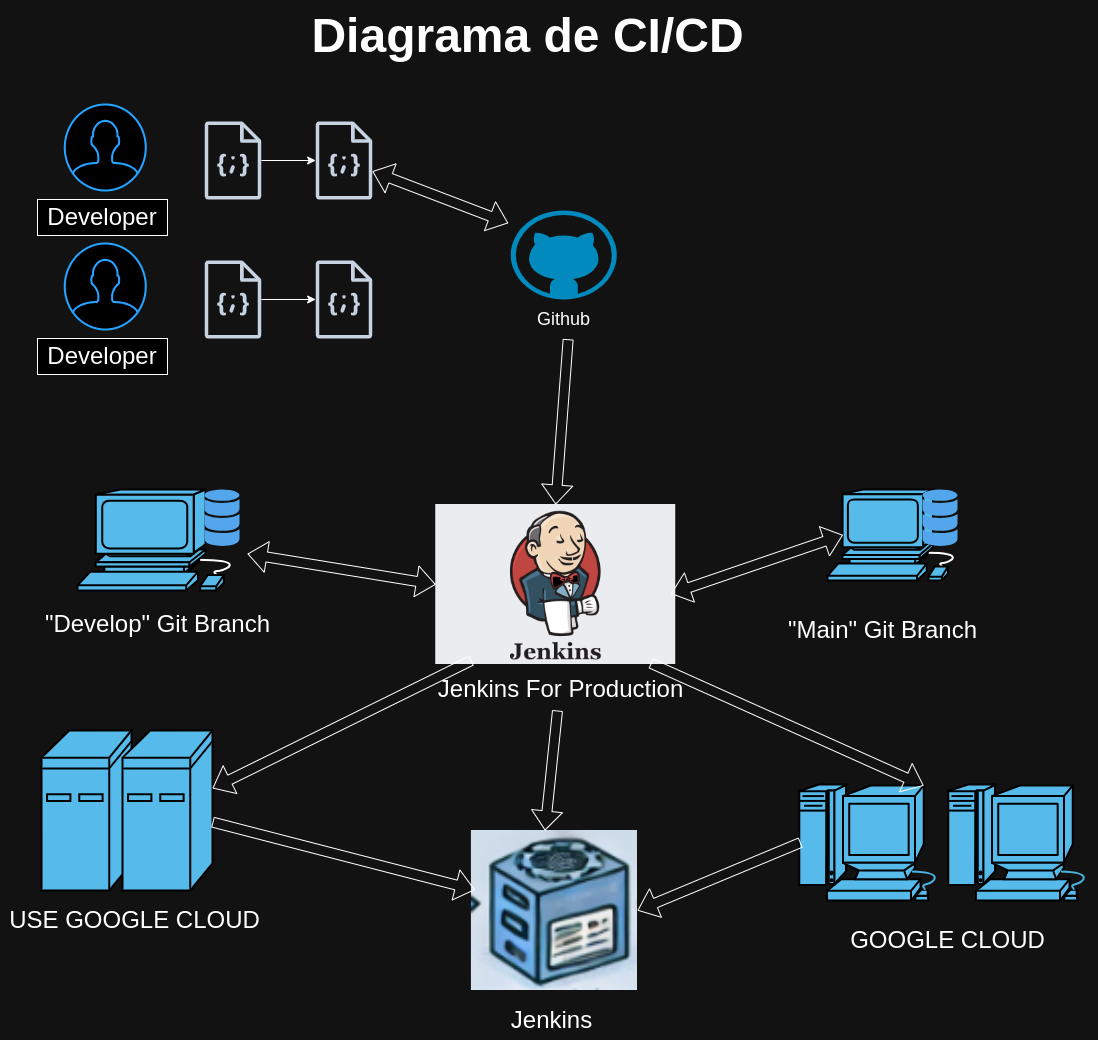 Diagrama de CI/CD
{;}
{;}
Developer
{;}
{;}
Developer
Github
Jenkins
"Develop" Git Branch
"Main" Git Branch
Jenkins For Production
USE GOOGLE CLOUD
GOOGLE CLOUD
Jenkins